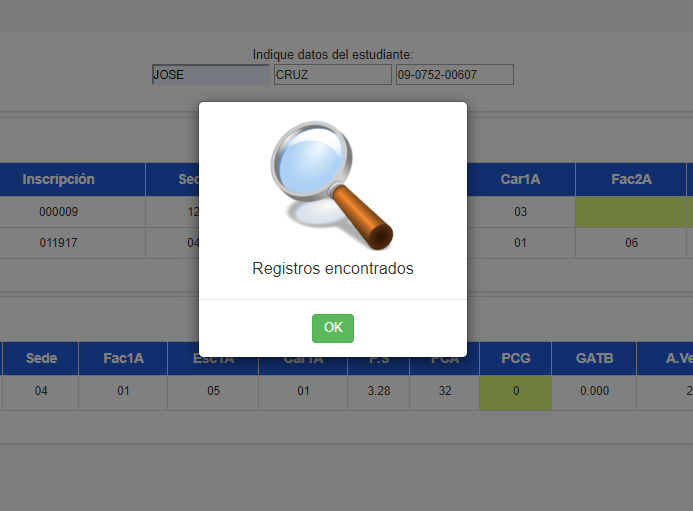 Indique datos del estudiante:
JOSE CRUZ 09-0752-00607
Inscripción Car1A Fac2A
000009 12 03
011917 04 01 06
Registros encontrados
OK
Sede Fac1A Esc1A Car1A P.S PCA PCG GATB
04 01 05 01 3.28 32 0 0.000 2